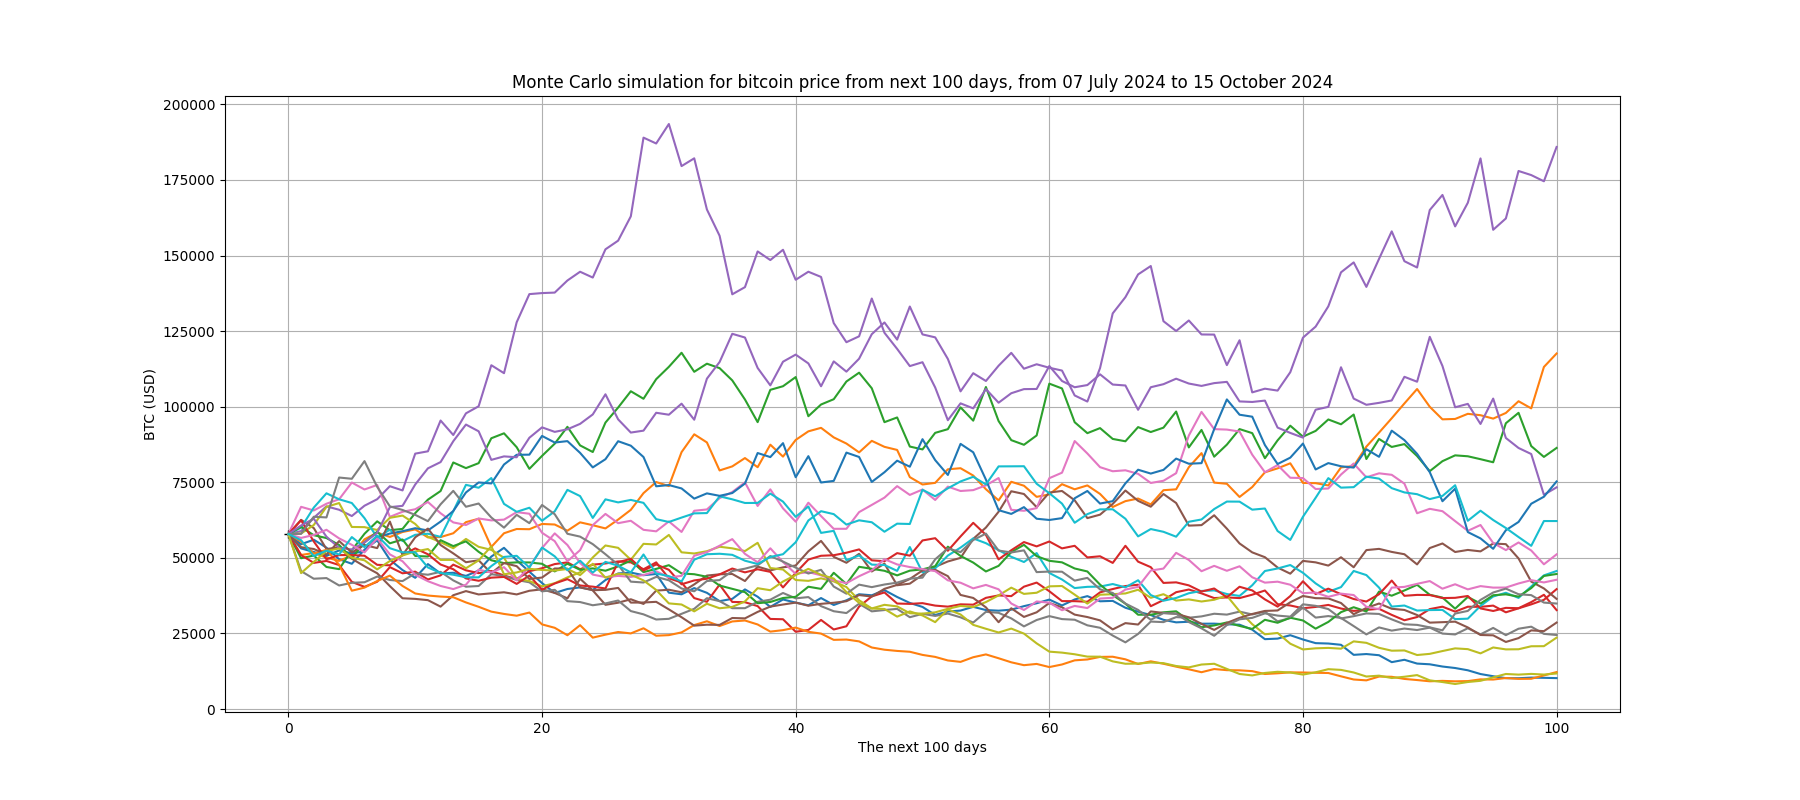 Monte Carlo simulation for bitcoin price from next 100 days, from 07 July 2024 to 15 October 2024
200000
175000
150000
125000
100000
75000
50000
25000
0
BTC (USD)
0 20 40 60 80 100
The next 100 days